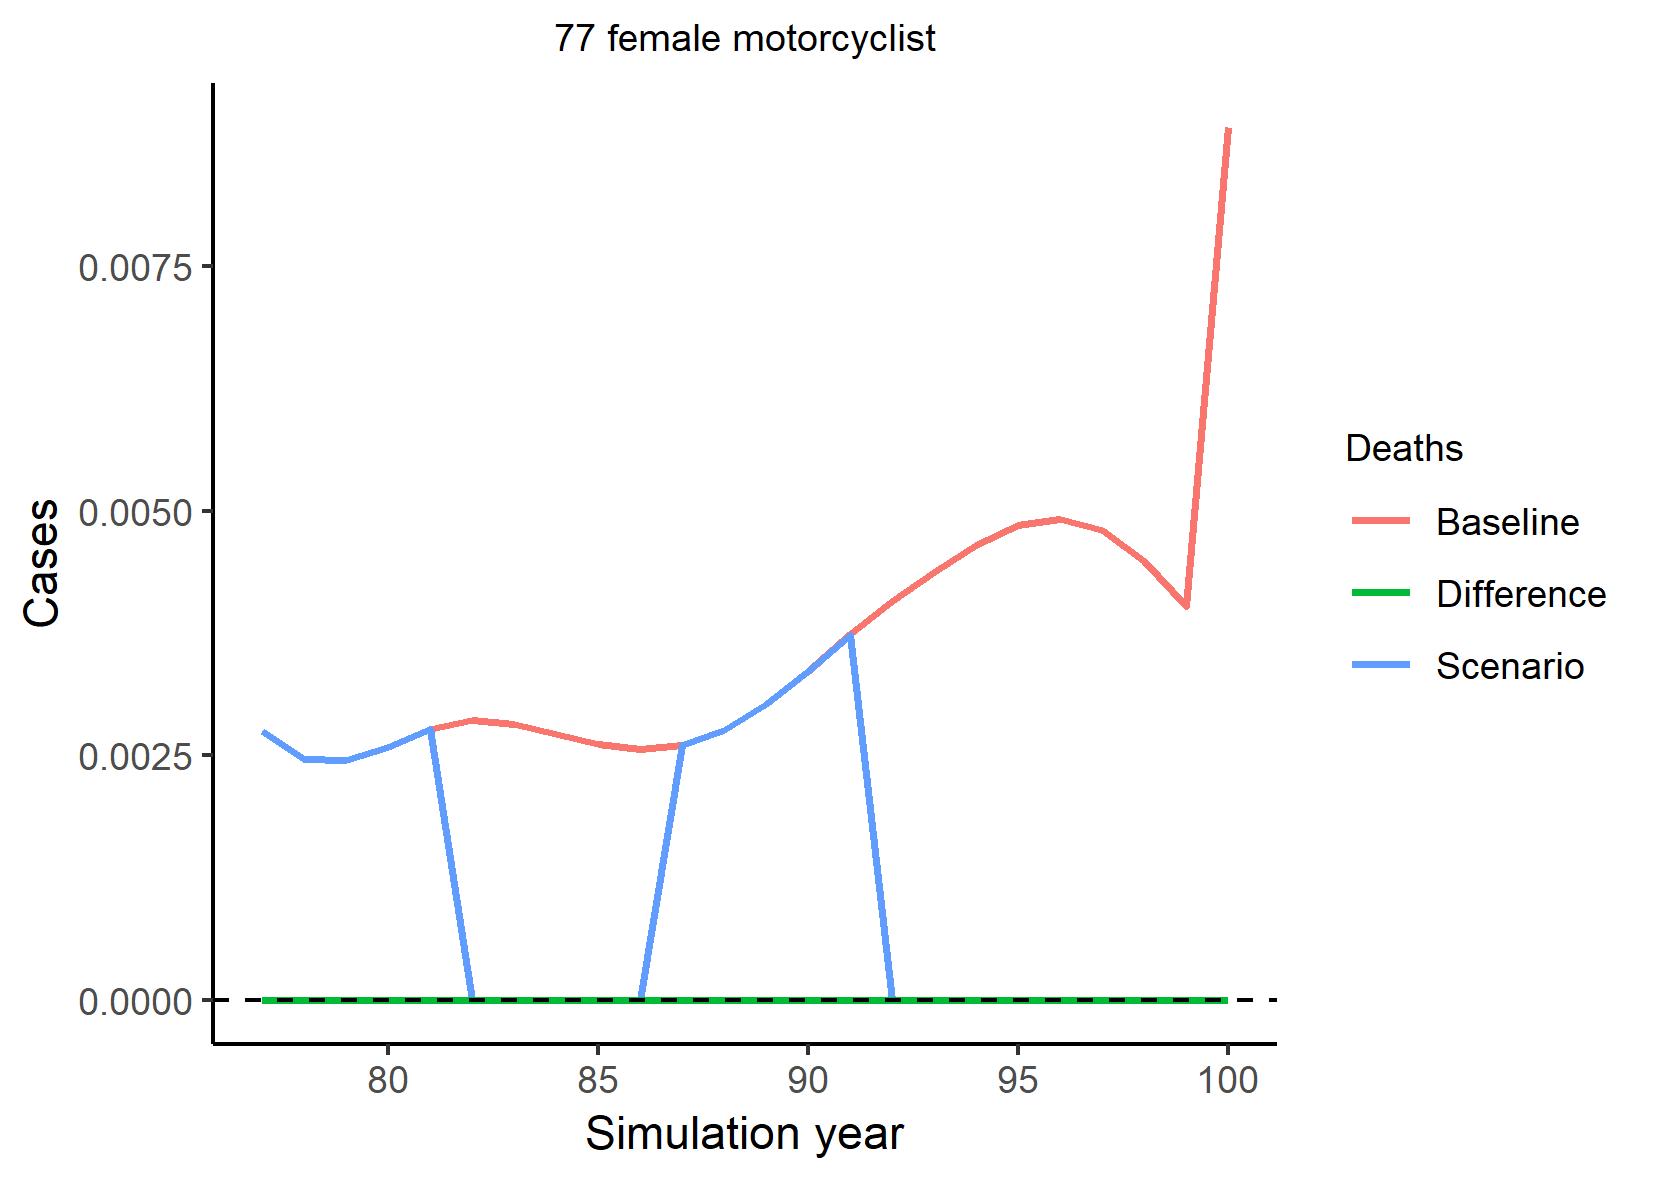 77 female motorcyclist
0.0075
0.0050
0.0025
0.0000
Cases
80 85 90 95 100
Simulation year
Deaths
Baseline
Difference
Scenario